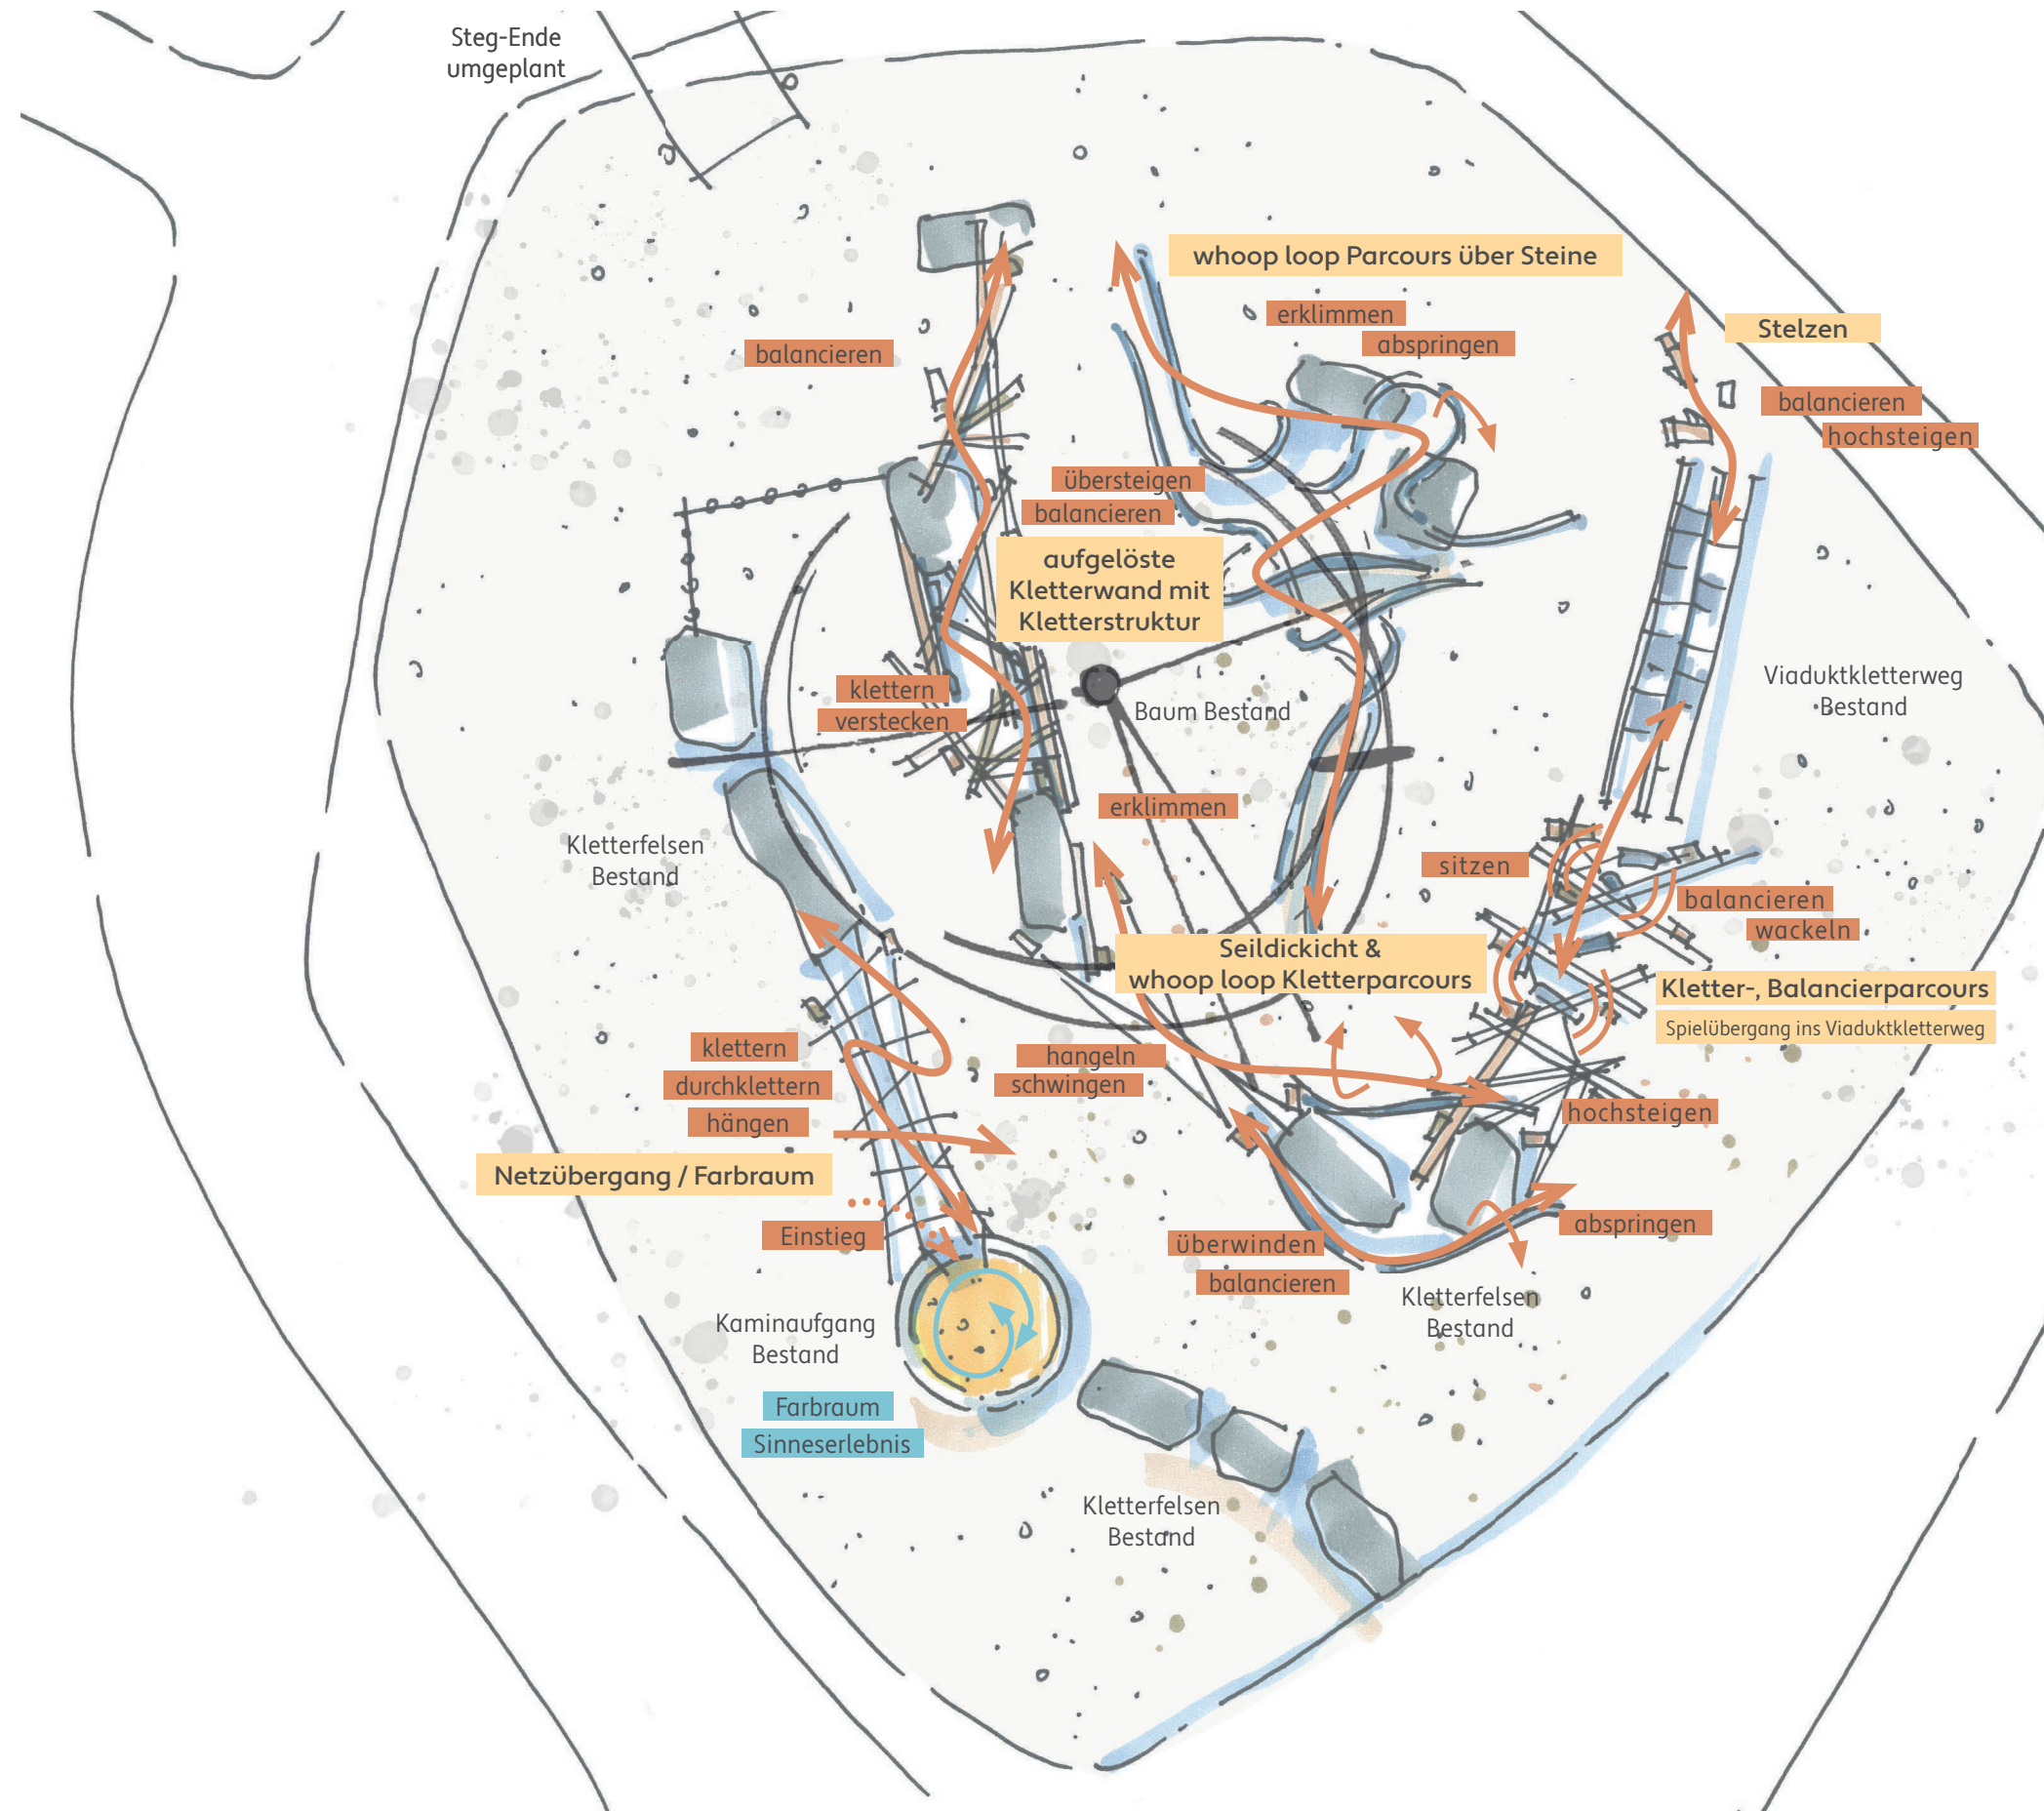 Steg-Ende
umgeplant
whoop loop Parcours über Steine
erklimmen
abspringen
Stelzen
balancieren
balancieren
hochsteigen
übersteigen
balancieren
aufgelöste
Kletterwand mit
Kletterstruktur
klettern
verstecken
Baum Bestand
Viaduktkletterweg
Bestand
erklimmen
Kletterfelsen
Bestand
sitzen
balancieren
wackeln
Seildickicht &
whoop loop Kletterparcours
Kletter-, Balancierparcours
Spielübergang ins Viaduktkletterweg
klettern
durchklettern
hängen
hangeln
schwingen
hochsteigen
Netzübergang / Farbraum
Einstieg
überwinden
balancieren
abspringen
Kletterfelsen
Bestand
Kaminaufgang
Bestand
Farbraum
Sinneserlebnis
Kletterfelsen
Bestand